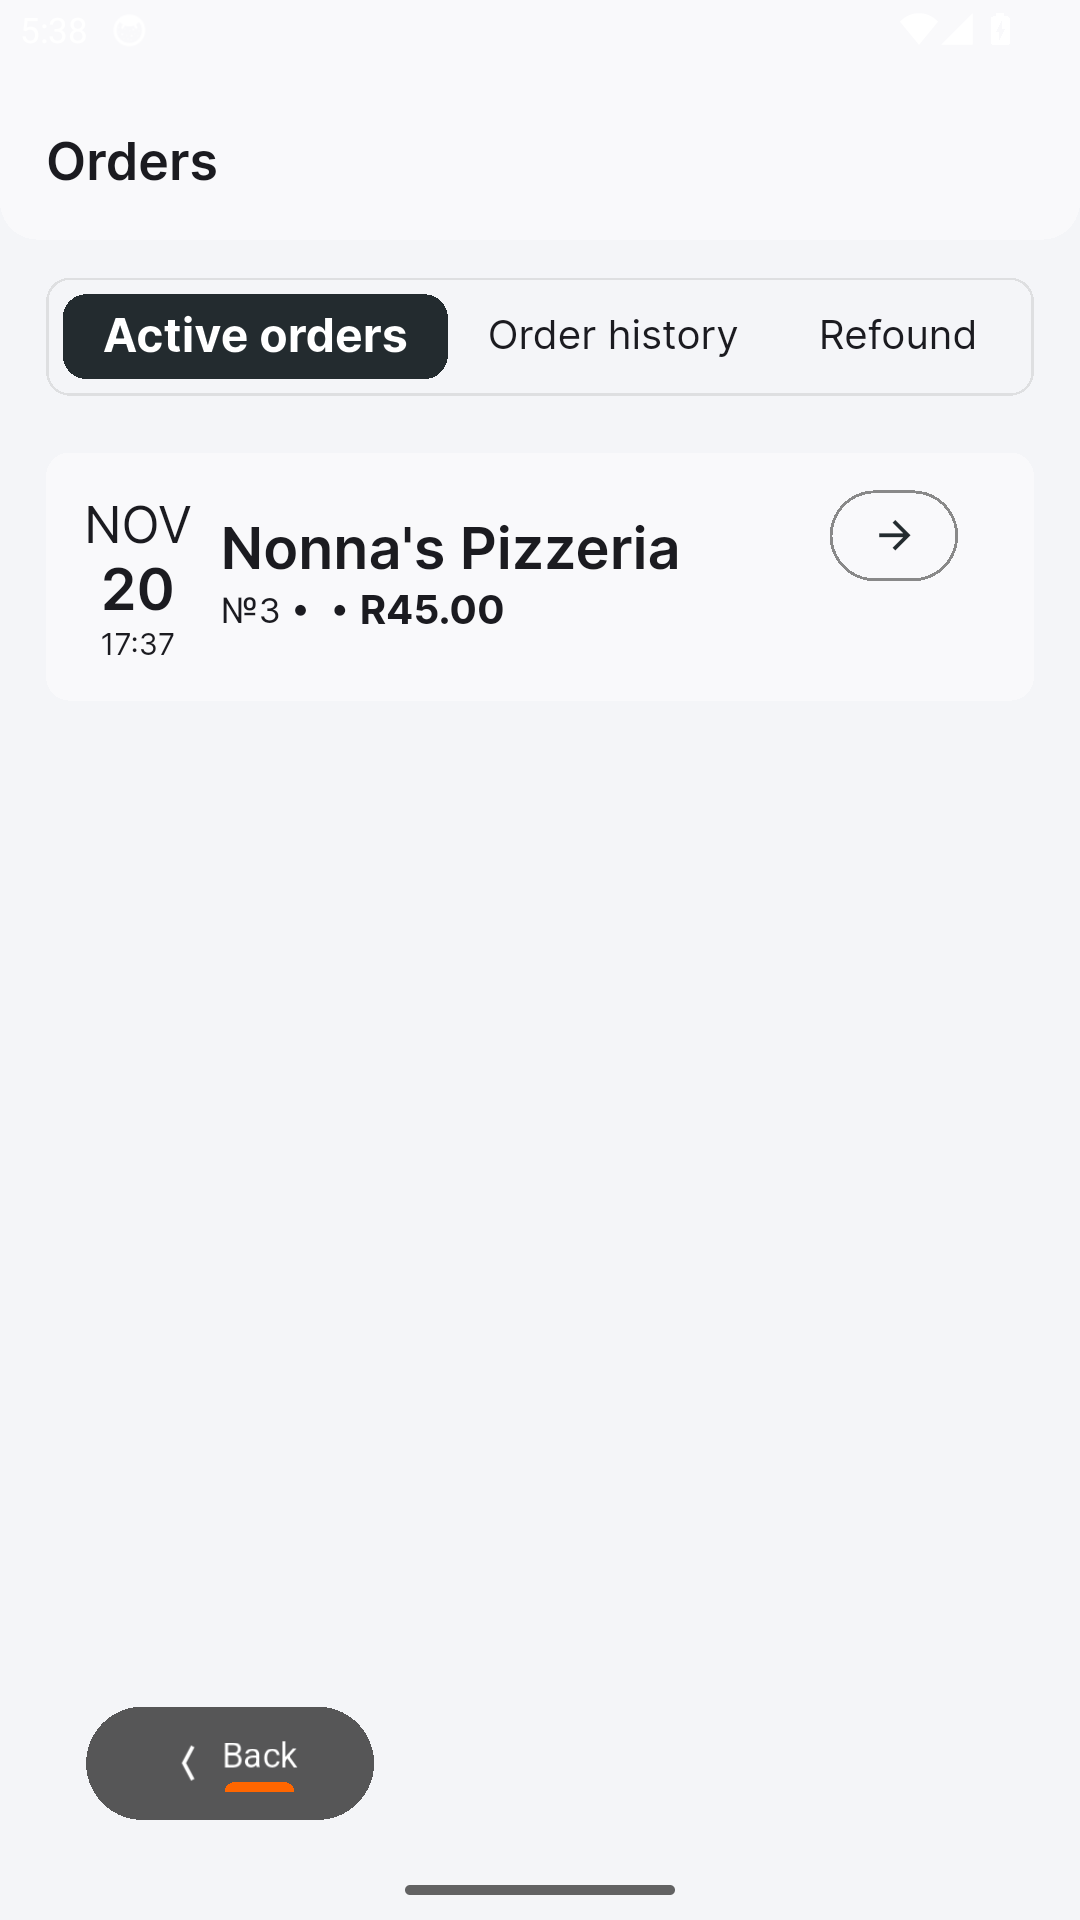 5:38
Orders
Active orders Order history Refound
NOV
20
17:37
Nonna's Pizzeria
№3 • • R45.00
Back